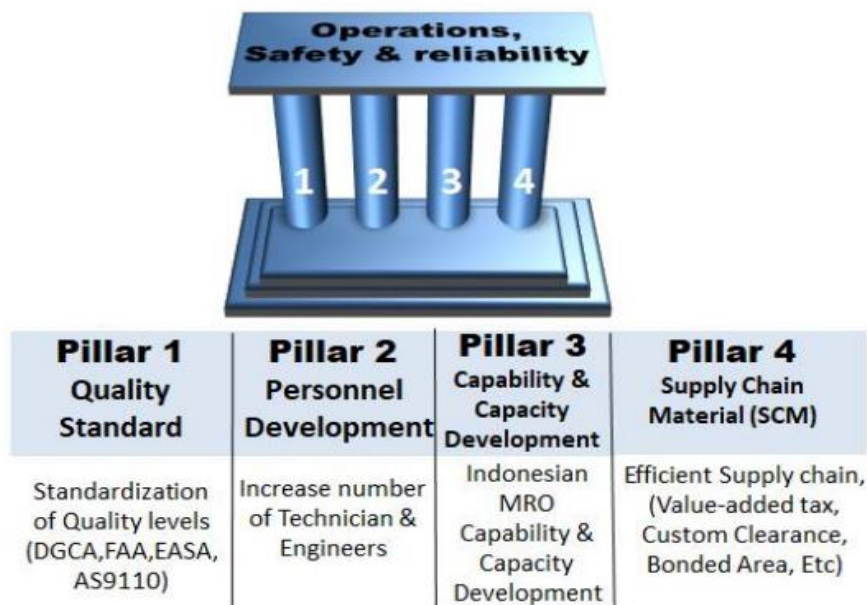 Operations,
Safety & reliability
1 2 3 4
Pillar 1
Quality
Standard
Standardization
of Quality levels
(DGCA,FAA,EASA,
AS9110)
Pillar 2
Personnel
Development
Increase number
of Technician &
Engineers
Pillar 3
Capability &
Capacity
Development
Indonesian
MRO
Capability &
Capacity
Development
Pillar 4
Supply Chain
Material (SCM)
Efficient Supply chain,
(Value-added tax,
Custom Clearance,
Bonded Area, Etc)